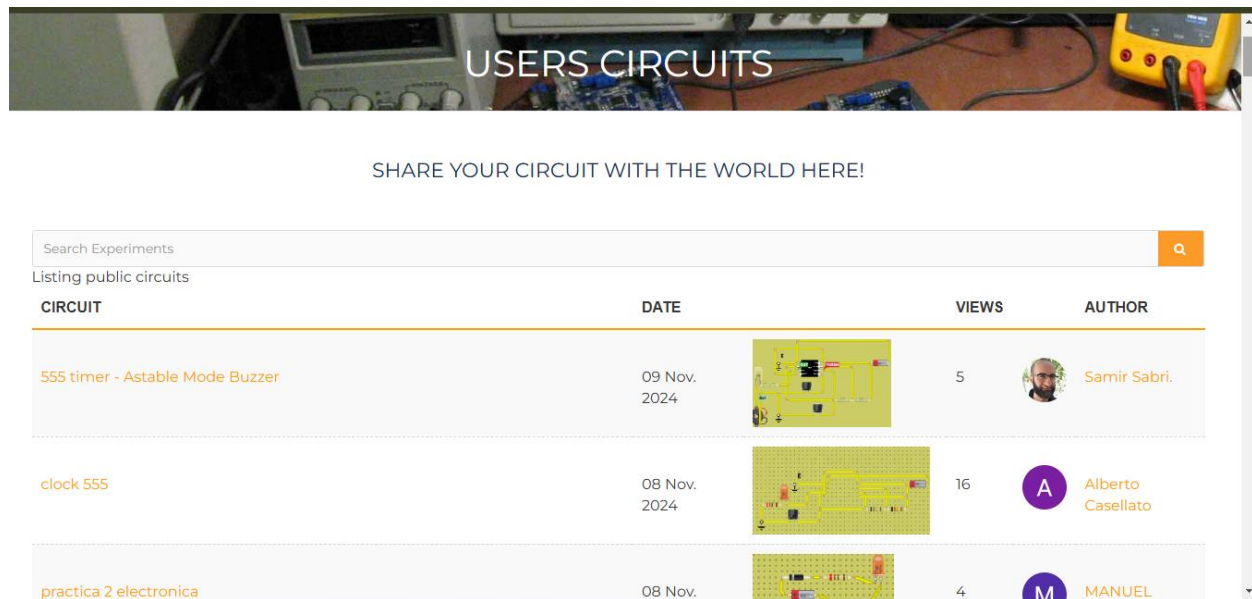 USERS CIRCUITS
SHARE YOUR CIRCUIT WITH THE WORLD HERE!
Search Experiments
Listing public circuits
CIRCUIT DATE VIEWS AUTHOR
555 timer - Astable Mode Buzzer 09 Nov. 5 Samir Sabri.
2024
clock 555 08 Nov. 16 A Alberto
2024 Casellato
practica 2 electronica 08 Nov. 4 M MANUEL